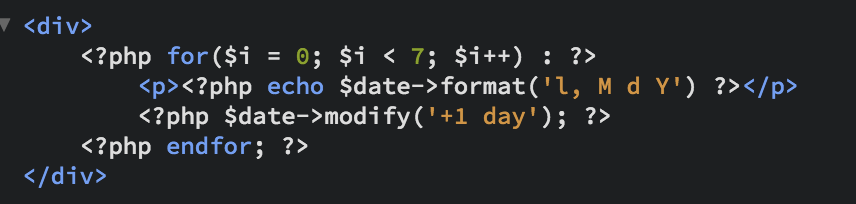 <div>
    <?php for($i = 0; $i < 7; $i++) : ?>
        <p><?php echo $date->format('l, M d Y') ?></p>
        <?php $date->modify('+1 day'); ?>
    <?php endfor; ?>
</div>